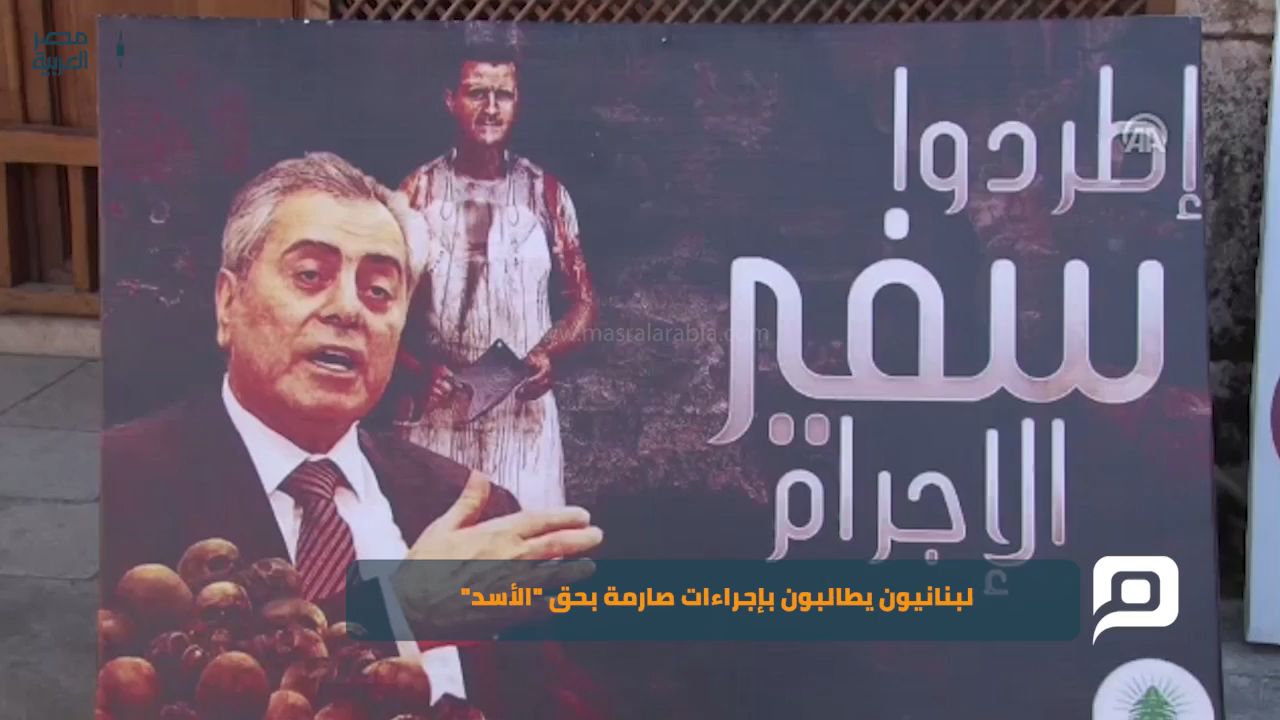 مصر
العربية
إطردوا
AA
سفير
www.masralarabia.com
الإجرام
لبنانيون يطالبون بإجراءات صارمة بحق "الأسد"